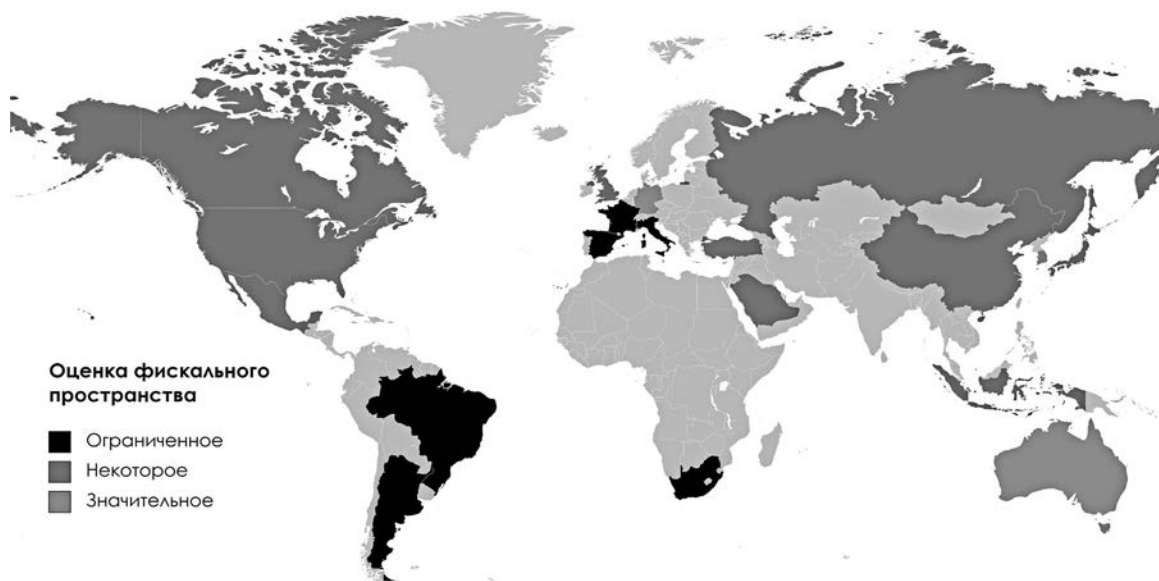 Оценка фискального
пространства
Ограниченное
Некоторое
Значительное